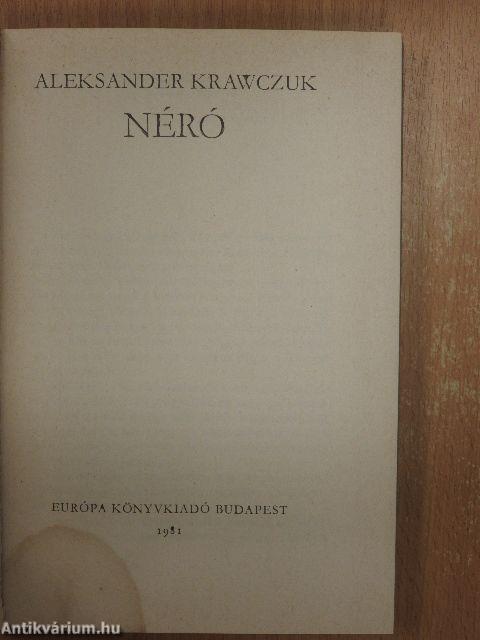 ALEKSANDER KRAWCZUK
NÉRÓ
EURÓPA KÖNYVKIADÓ BUDAPEST
1981
Antikvárium.hu